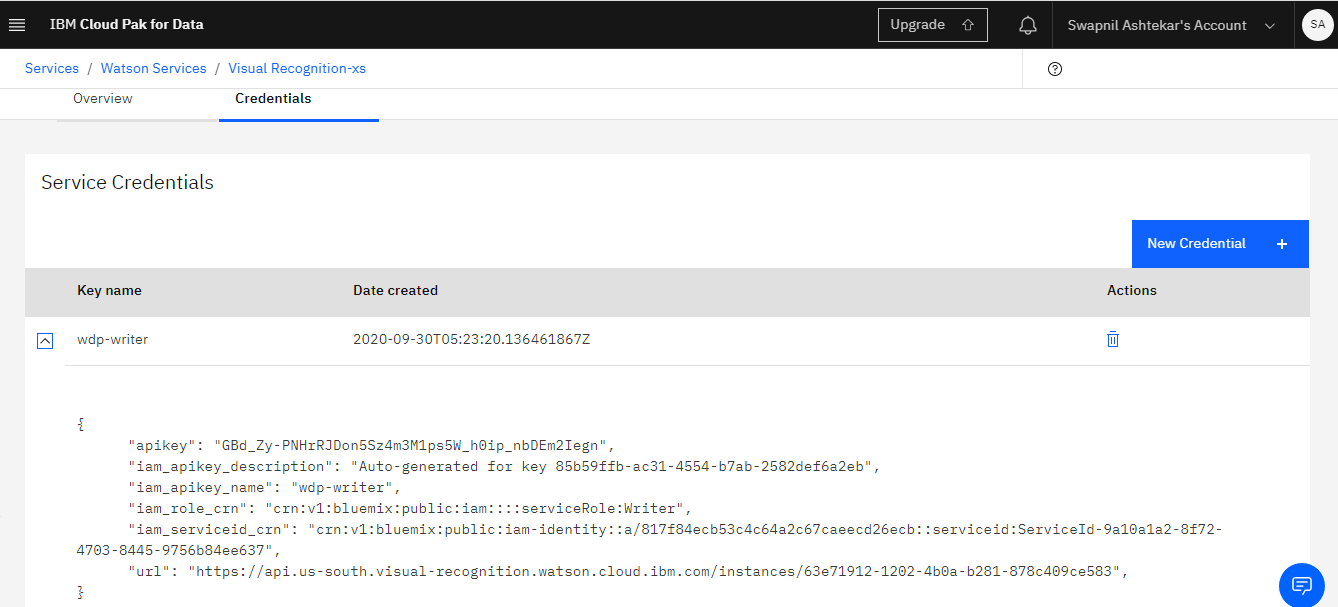 IBM Cloud Pak for Data Upgrade Swapnil Ashtekar's Account SA
Services / Watson Services / Visual Recognition-xs
Overview Credentials
Service Credentials
New Credential +
Key name Date created Actions
wdp-writer 2020-09-30T05:23:20.136461867Z
{
"apikey": "GBd_Zy-PNHrRJDon5Sz4m3M1ps5W_h0ip_nbDEm2Iegn",
"iam_apikey_description": "Auto-generated for key 85b59ffb-ac31-4554-b7ab-2582def6a2eb",
"iam_apikey_name": "wdp-writer",
"iam_role_crn": "crn:v1:bluemix:public:iam::::serviceRole:Writer",
"iam_serviceid_crn": "crn:v1:bluemix:public:iam-identity::a/817f84ecb53c4c64a2c67caeecd26ecb::serviceid:ServiceId-9a10a1a2-8f72-
4703-8445-9756b84ee637",
"url": "https://api.us-south.visual-recognition.watson.cloud.ibm.com/instances/63e71912-1202-4b0a-b281-878c409ce583",
}